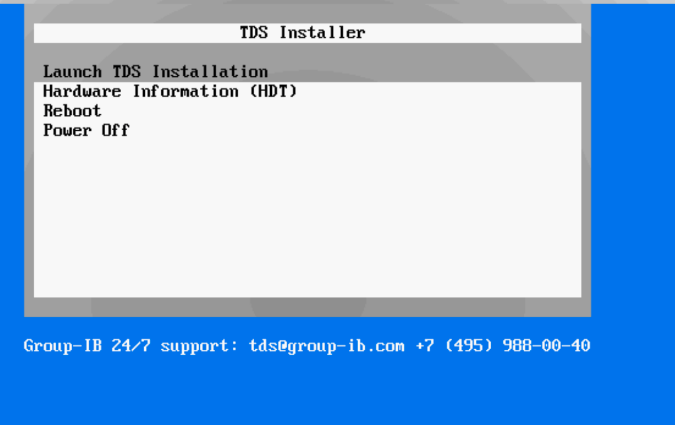 TDS Installer
Launch TDS Installation
Hardware Information (HDT)
Reboot
Power Off
Group-IB 24/7 support: tds@group-ib.com +7 (495) 988-00-40